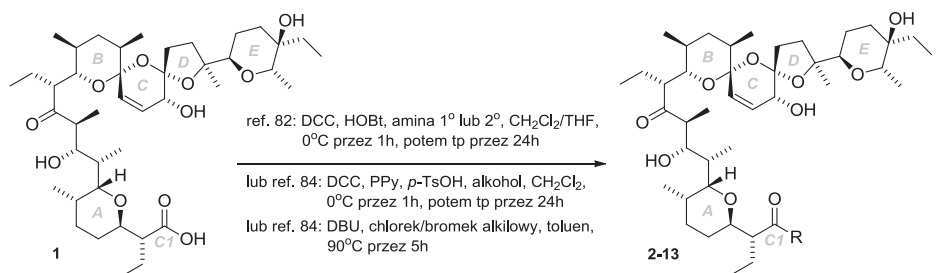 OH
B
O
O
D
E
C
O
O
O
OH
O
HO
H
O
A
O
C1
OH
1
ref. 82: DCC, HOBt, amina 1° lub 2°, CH2Cl2/THF,
0°C przez 1h, potem tp przez 24h
lub ref. 84: DCC, PPy, p-TsOH, alkohol, CH2Cl2,
0°C przez 1h, potem tp przez 24h
lub ref. 84: DBU, chlorek/bromek alkilowy, toluen,
90°C przez 5h
OH
B
O
O
D
E
C
O
O
O
OH
O
HO
H
O
A
O
C1
R
2-13